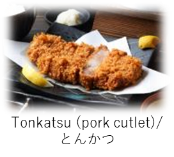 Tonkatsu (pork cutlet)/
とんかつ